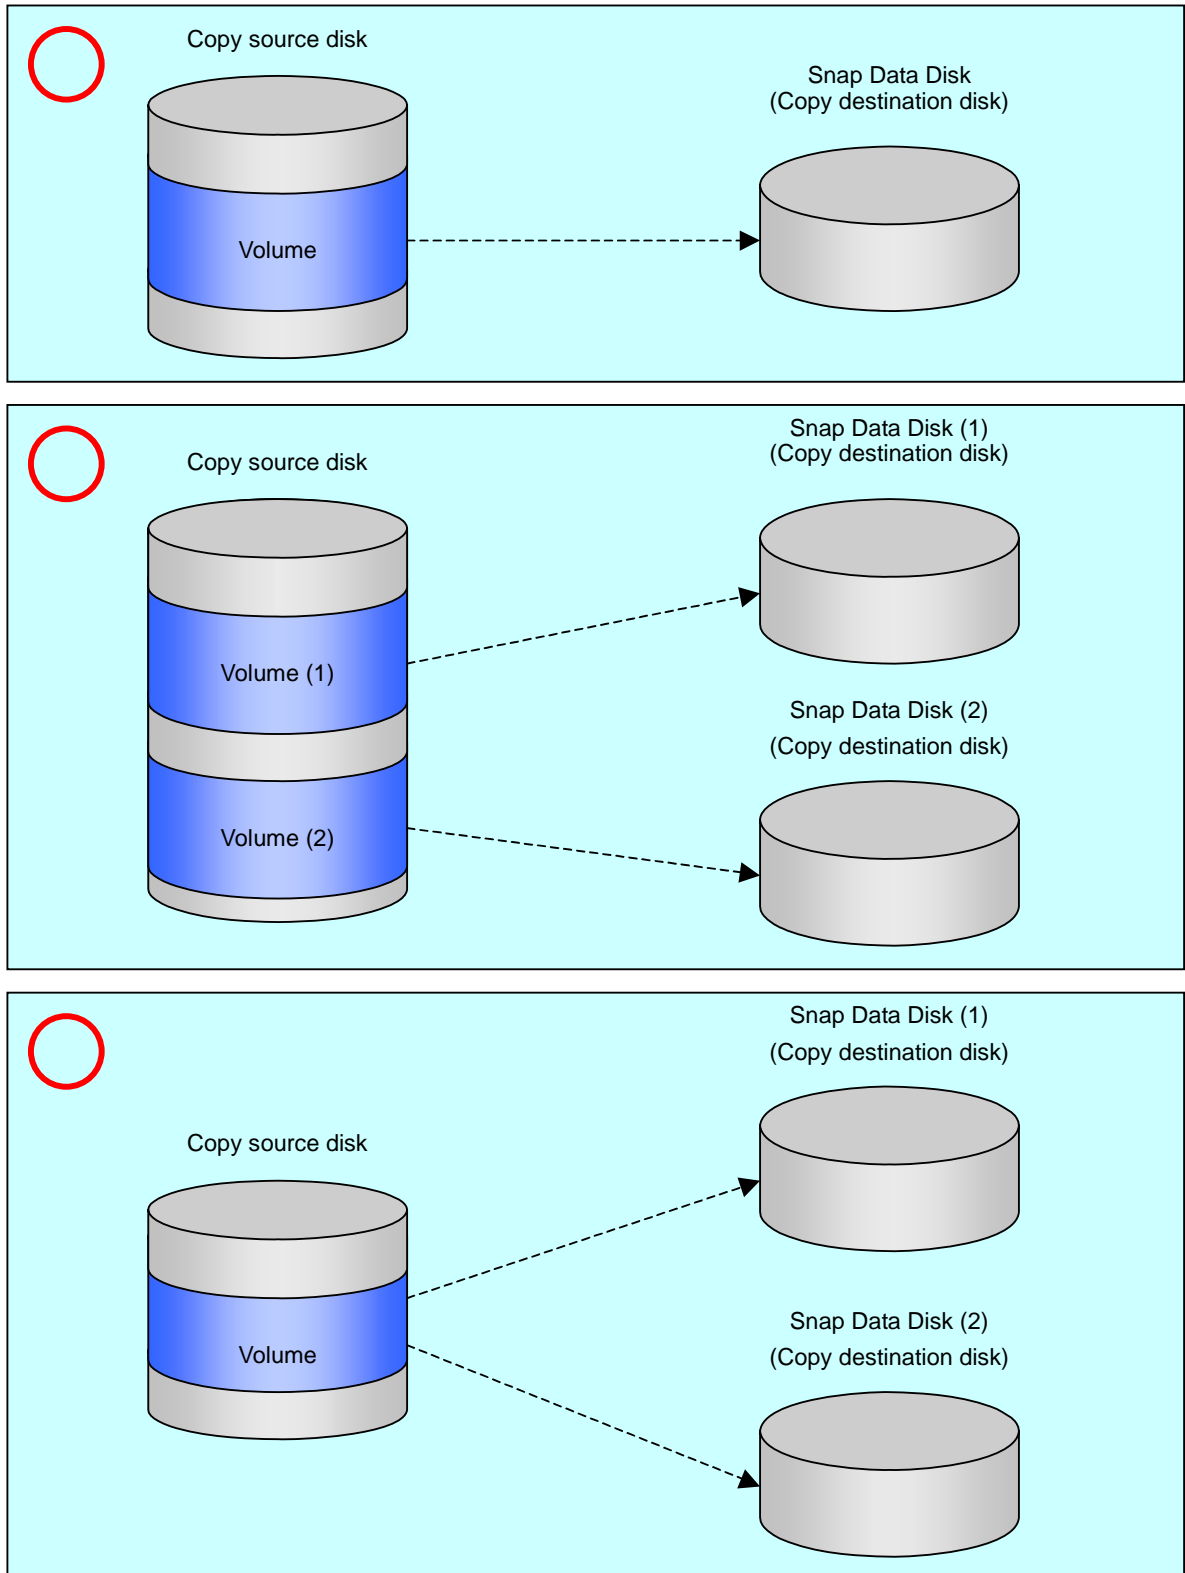 Copy source disk
Snap Data Disk
(Copy destination disk)
Volume
Snap Data Disk (1)
(Copy destination disk)
Copy source disk
Volume (1)
Snap Data Disk (2)
(Copy destination disk)
Volume (2)
Snap Data Disk (1)
(Copy destination disk)
Copy source disk
Snap Data Disk (2)
(Copy destination disk)
Volume